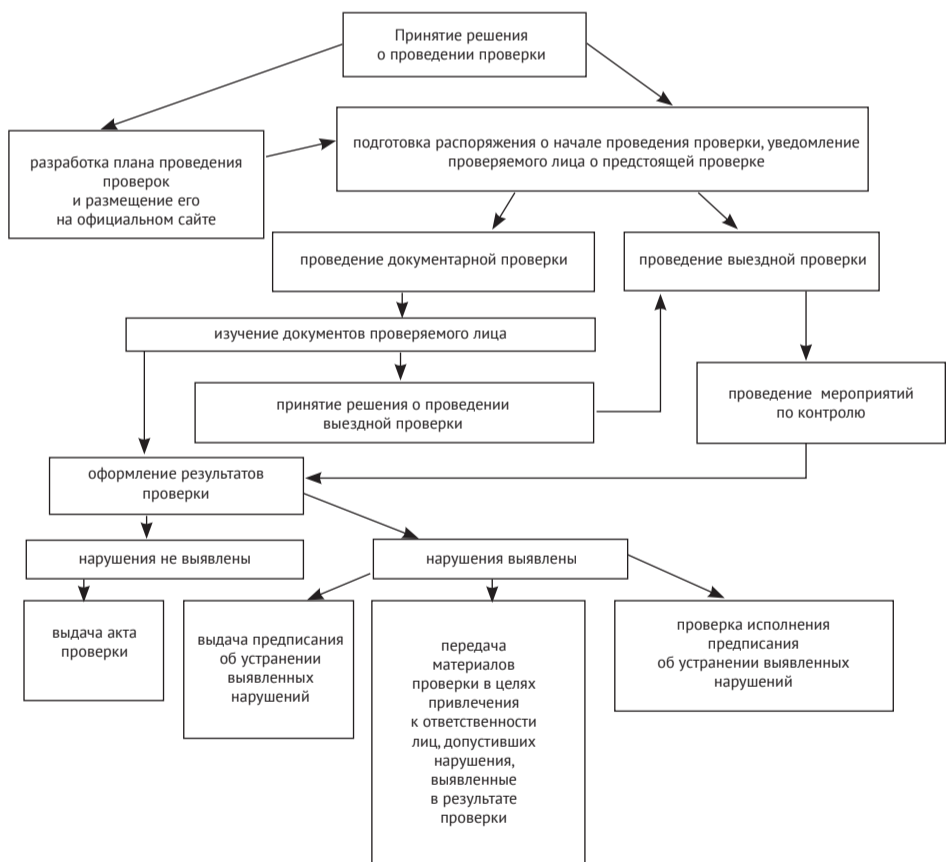 Принятие решения
о проведении проверки
разработка плана проведения
проверок
и размещение его
на официальном сайте
подготовка распоряжения о начале проведения проверки, уведомление
проверяемого лица о предстоящей проверке
проведение документарной проверки
проведение выездной проверки
изучение документов проверяемого лица
принятие решения о проведении
выездной проверки
проведение мероприятий
по контролю
оформление результатов
проверки
нарушения не выявлены
нарушения выявлены
выдача акта
проверки
выдача предписания
об устранении
выявленных
нарушений
передача
материалов
проверки в целях
привлечения
к ответственности
лиц, допустивших
нарушения,
выявленные
в результате
проверки
проверка исполнения
предписания
об устранении выявленных
нарушений